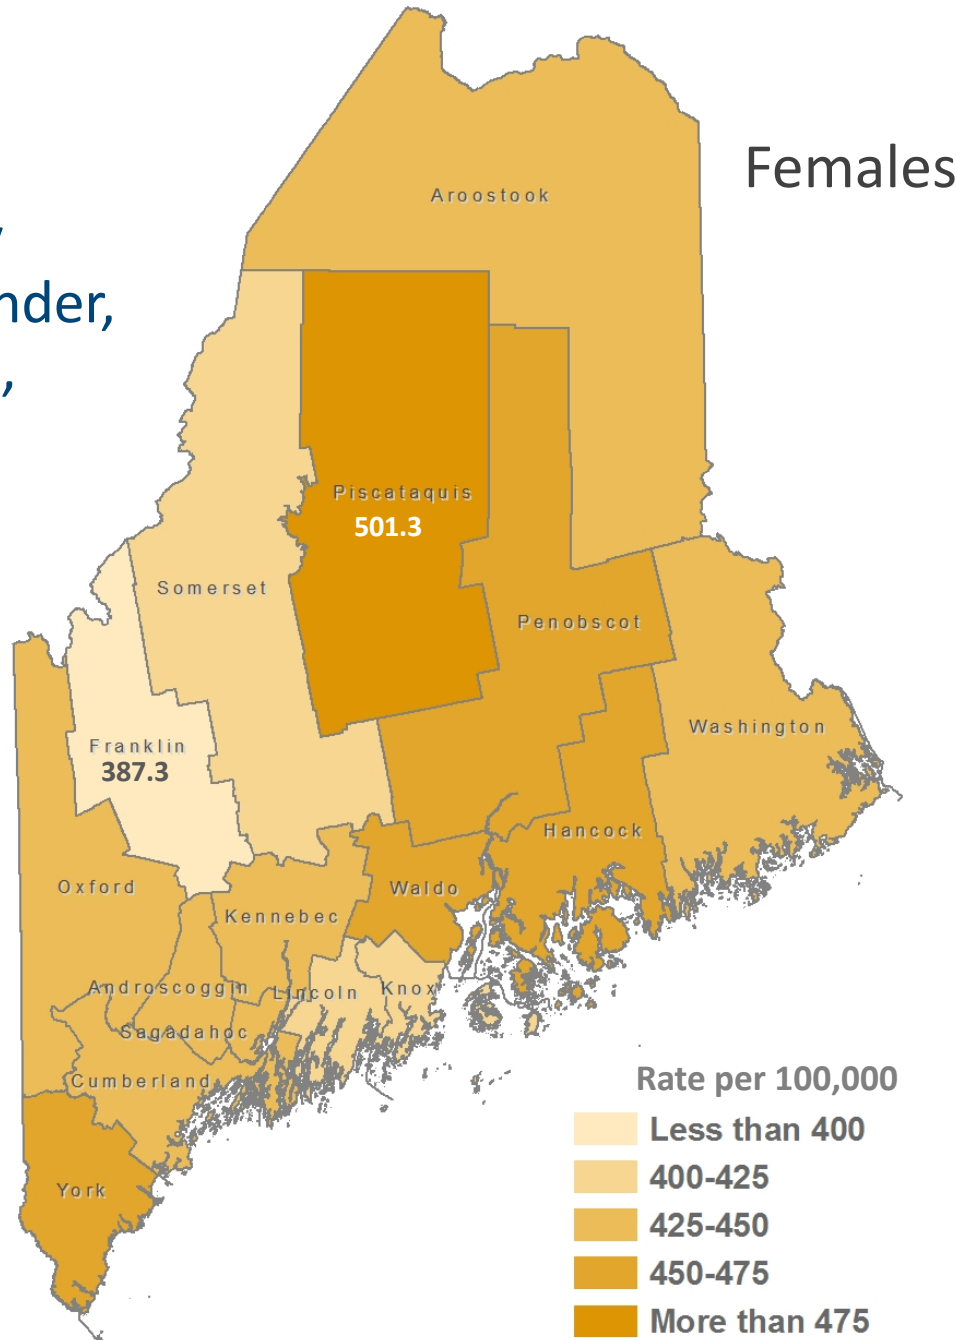 Females
nder,
,
Aroostook
Piscataquis
501.3
Somerset
Penobscot
Washington
Franklin
387.3
Hancock
Oxford
Waldo
Kennebec
Androscoggin
Lincoln
Knox
Sagadahoc
Cumberland
York
Rate per 100,000
Less than 400
400-425
425-450
450-475
More than 475